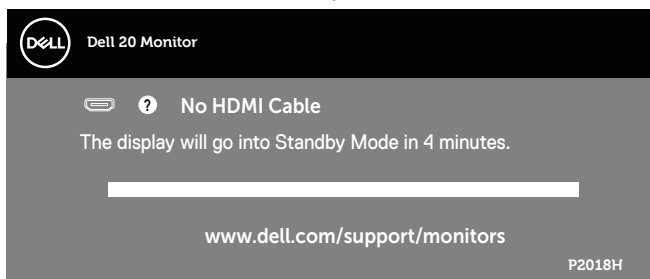 DELL
Dell 20 Monitor
? No HDMI Cable
The display will go into Standby Mode in 4 minutes.
www.dell.com/support/monitors
P2018H